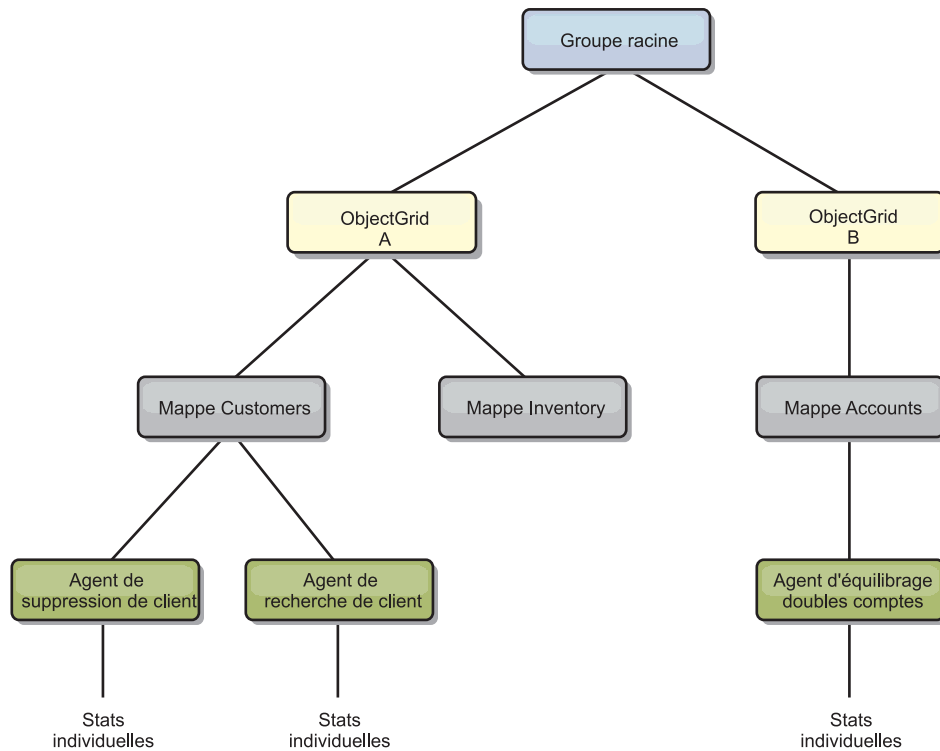 Groupe racine
ObjectGrid
A
ObjectGrid
B
Mappe Customers
Mappe Inventory
Mappe Accounts
Agent de
suppression de client
Agent de
recherche de client
Agent d'équilibrage
doubles comptes
Stats
individuelles
Stats
individuelles
Stats
individuelles